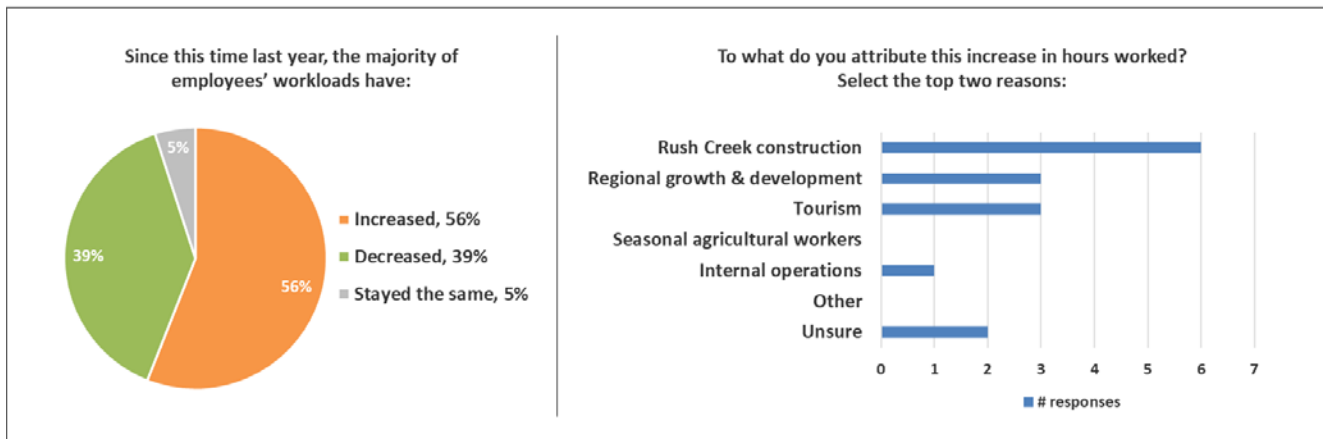 Since this time last year, the majority of
employees’ workloads have:
5%
39%
56%
Increased, 56%
Decreased, 39%
Stayed the same, 5%
To what do you attribute this increase in hours worked?
Select the top two reasons:
Rush Creek construction
Regional growth & development
Tourism
Seasonal agricultural workers
Internal operations
Other
Unsure
0 1 2 3 4 5 6 7
# responses